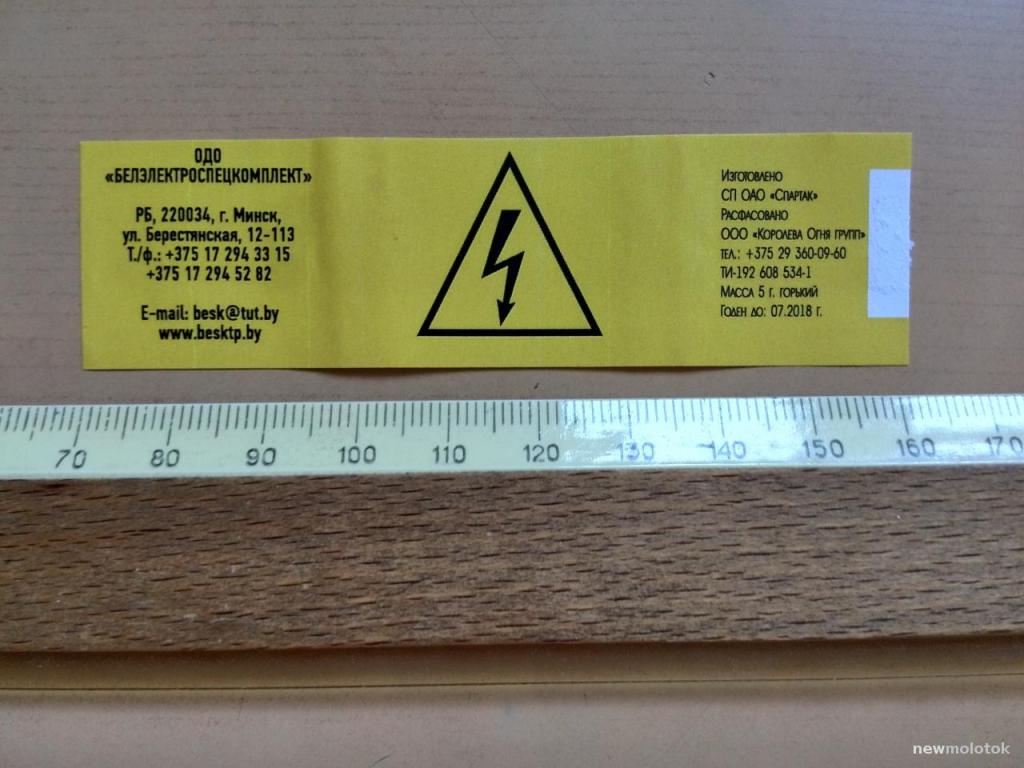 ОДО
«БЕЛЭЛЕКТРОСПЕЦКОМПЛЕКТ»
РБ, 220034, г. Минск,
ул. Берестянская, 12-113
Т./ф.: +375 17 294 33 15
+375 17 294 52 82
E-mail: besk@tut.by
www.besktp.by
Изготовлено
СП ОАО «Спартак»
Расфасовано
ООО «Королева Огня групп»
тел.: +375 29 360-09-60
ТИ-192 608 534-1
Масса 5 г. горький
Годен до: 07.2018 г.
70 80 90 100 110 120 130 140 150 160 170
newmolotok